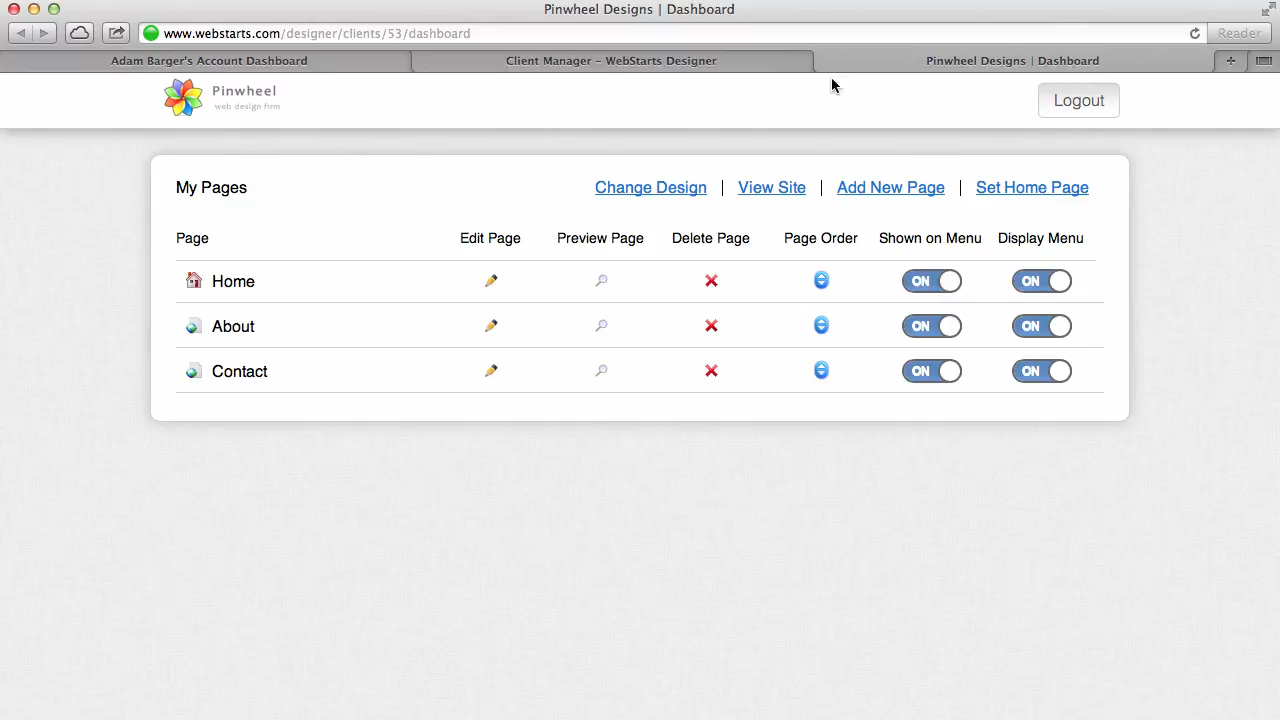 Pinwheel Designs | Dashboard
www.webstarts.com/designer/clients/53/dashboard
Reader
Adam Barger's Account Dashboard
Client Manager – WebStarts Designer
Pinwheel Designs | Dashboard
+
Pinwheel
web design firm
Logout
My Pages
Change Design | View Site | Add New Page | Set Home Page
Page Edit Page Preview Page Delete Page Page Order Shown on Menu Display Menu
Home ON ON
About ON ON
Contact ON ON